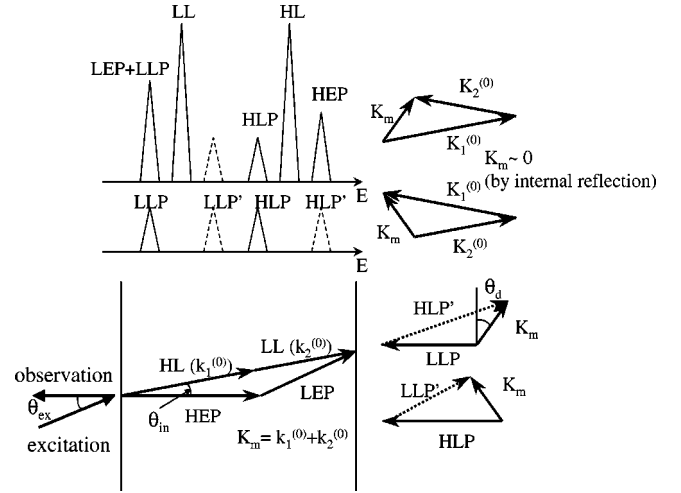 LL
HL
LEP+LLP
HLP
HEP
E
LLP
LLP'
HLP
HLP'
E
K₂⁽⁰⁾
Kₘ
K₁⁽⁰⁾
Kₘ~ 0
(by internal reflection)
K₁⁽⁰⁾
Kₘ
K₂⁽⁰⁾
observation
θₑₓ
excitation
HL (k₁⁽⁰⁾)
LL (k₂⁽⁰⁾)
LEP
HEP
θᵢₙ
Kₘ= k₁⁽⁰⁾+k₂⁽⁰⁾
θd
HLP'
Kₘ
LLP
LLP'
Kₘ
HLP